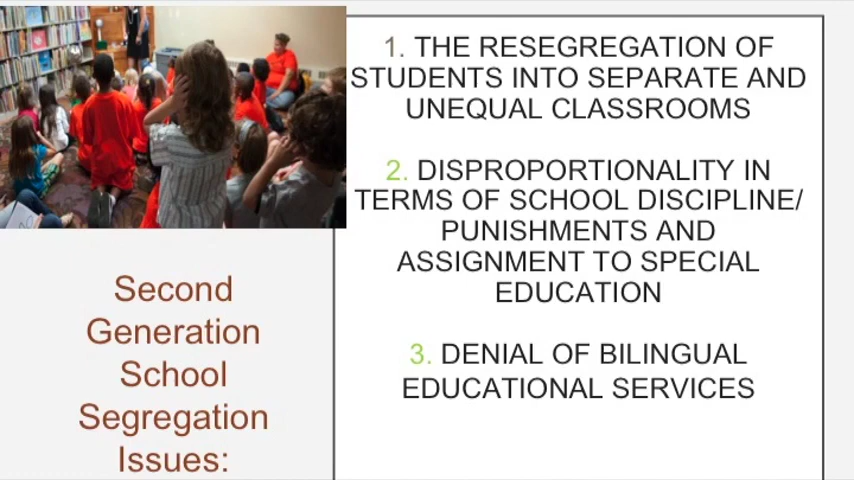 Second
Generation
School
Segregation
Issues:
1. THE RESEGREGATION OF
STUDENTS INTO SEPARATE AND
UNEQUAL CLASSROOMS
2. DISPROPORTIONALITY IN
TERMS OF SCHOOL DISCIPLINE/
PUNISHMENTS AND
ASSIGNMENT TO SPECIAL
EDUCATION
3. DENIAL OF BILINGUAL
EDUCATIONAL SERVICES